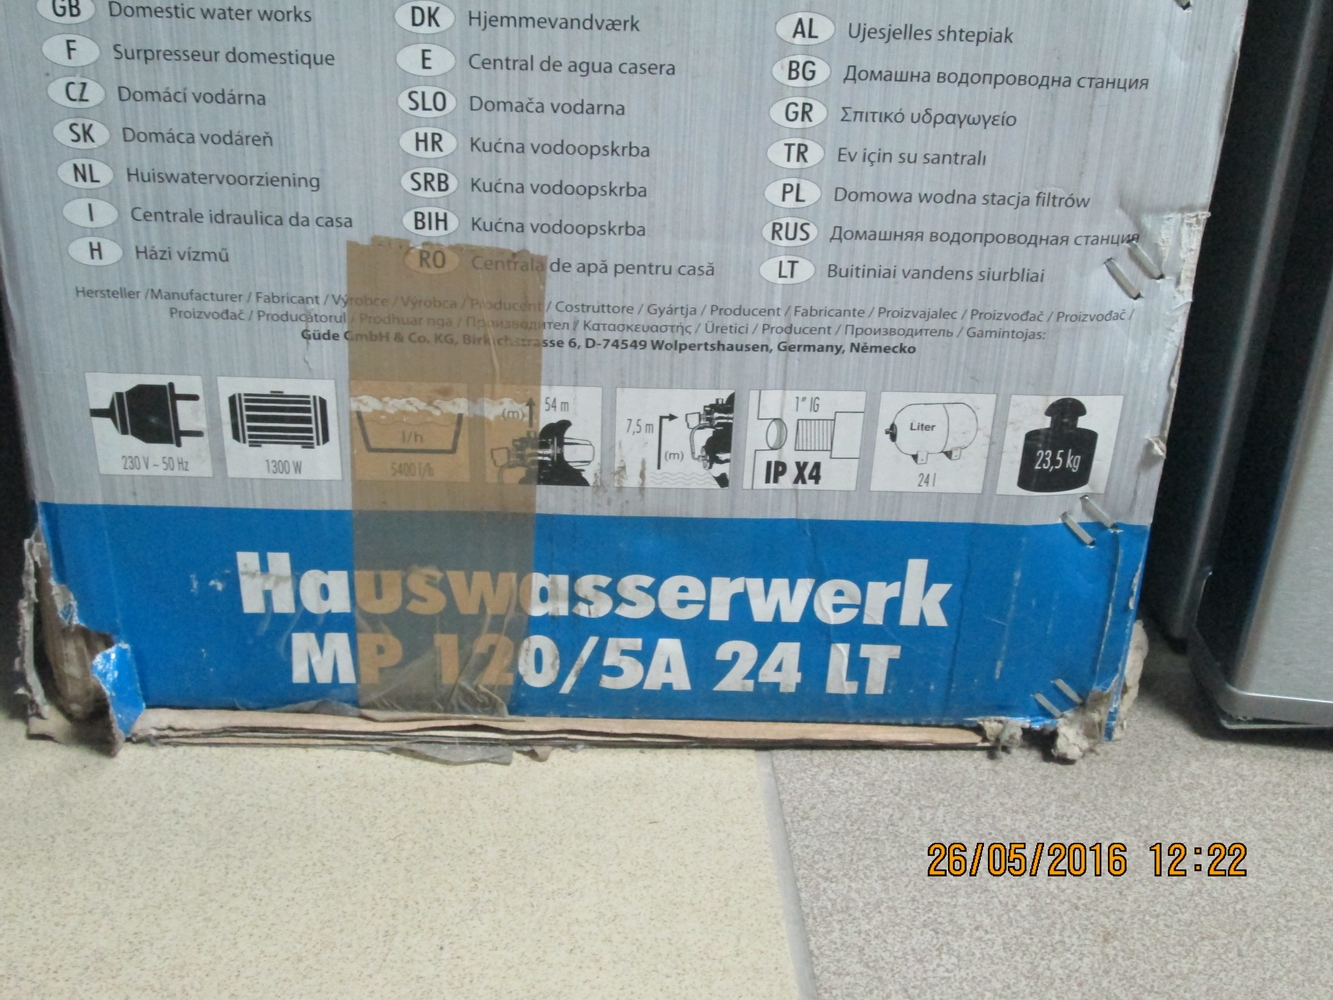 GB Domestic water works
F Surpresseur domestique
CZ Domácí vodárna
SK Domáca vodáreň
NL Huiswatervoorziening
I Centrale idraulica da casa
H Házi vízmű
DK Hjemmevandværk
E Central de agua casera
SLO Domača vodarna
HR Kućna vodoopskrba
SRB Kućna vodoopskrba
BIH Kućna vodoopskrba
RO Centrala de apă pentru casă
AL Ujesjelles shtepiak
BG Домашна водопроводна станция
GR Σπιτικό υδραγωγείο
TR Ev için su santralı
PL Domowa wodna stacja filtrów
RUS Домашняя водопроводная станция
LT Buitiniai vandens siurbliai
Hersteller /Manufacturer / Fabricant / Výrobce / Výrobca / Producent / Costruttore / Gyártja / Producent / Fabricante / Proizvajalec / Proizvođač / Proizvođač /
Proizvođač / Producătorul / Prodhuar nga / Производител / Κατασκευαστής / Üretici / Producent / Производитель / Gamintojas:
Güde GmbH & Co. KG, Birkichstrasse 6, D-74549 Wolpertshausen, Germany, Německo
230 V ~ 50 Hz
1300 W
l/h
5400 l/h
(m)
54 m
7,5 m
(m)
1" IG
IP X4
Liter
24 l
23,5 kg
Hauswasserwerk
MP 120/5A 24 LT
26/05/2016 12:22